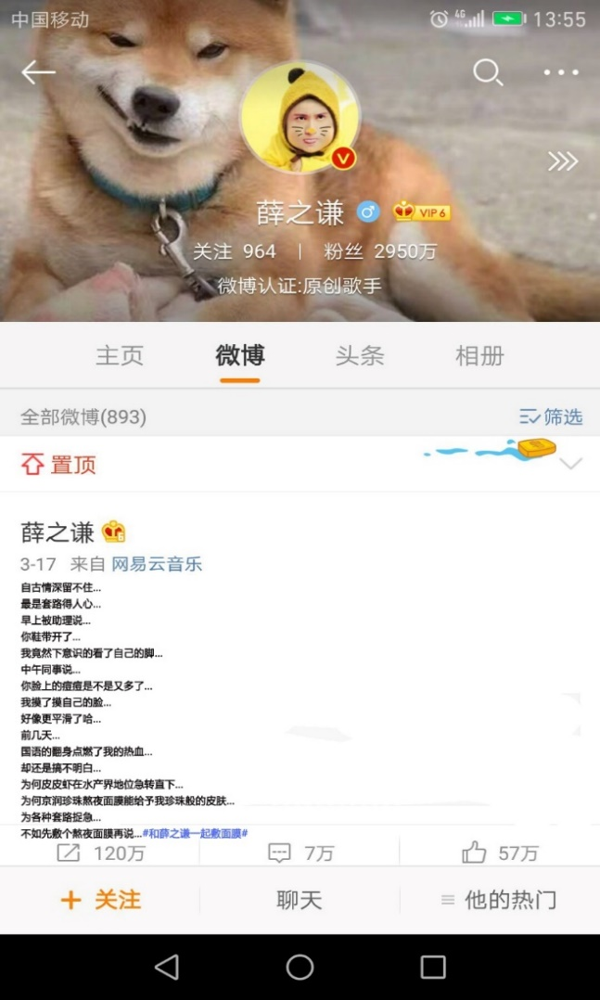 中国移动 4G 13:55
薛之谦 VIP 6
关注 964 | 粉丝 2950万
微博认证:原创歌手
主页 微博 头条 相册
全部微博(893) 筛选
置顶
薛之谦
3-17 来自 网易云音乐
自古情深留不住...
最是套路得人心...
早上被助理说...
你鞋带开了...
我竟然下意识的看了自己的脚...
中午同事说...
你脸上的痘痘是不是又多了...
我摸了摸自己的脸...
好像更平滑了哈...
前几天...
国语的翻身点燃了我的热血...
却还是搞不明白...
为何皮皮虾在水产界地位急转直下...
为何京润珍珠熬夜面膜能给予我珍珠般的皮肤...
为各种套路捉急...
不如先敷个熬夜面膜再说...#和薛之谦一起敷面膜#
120万 7万 57万
+ 关注 聊天 他的热门